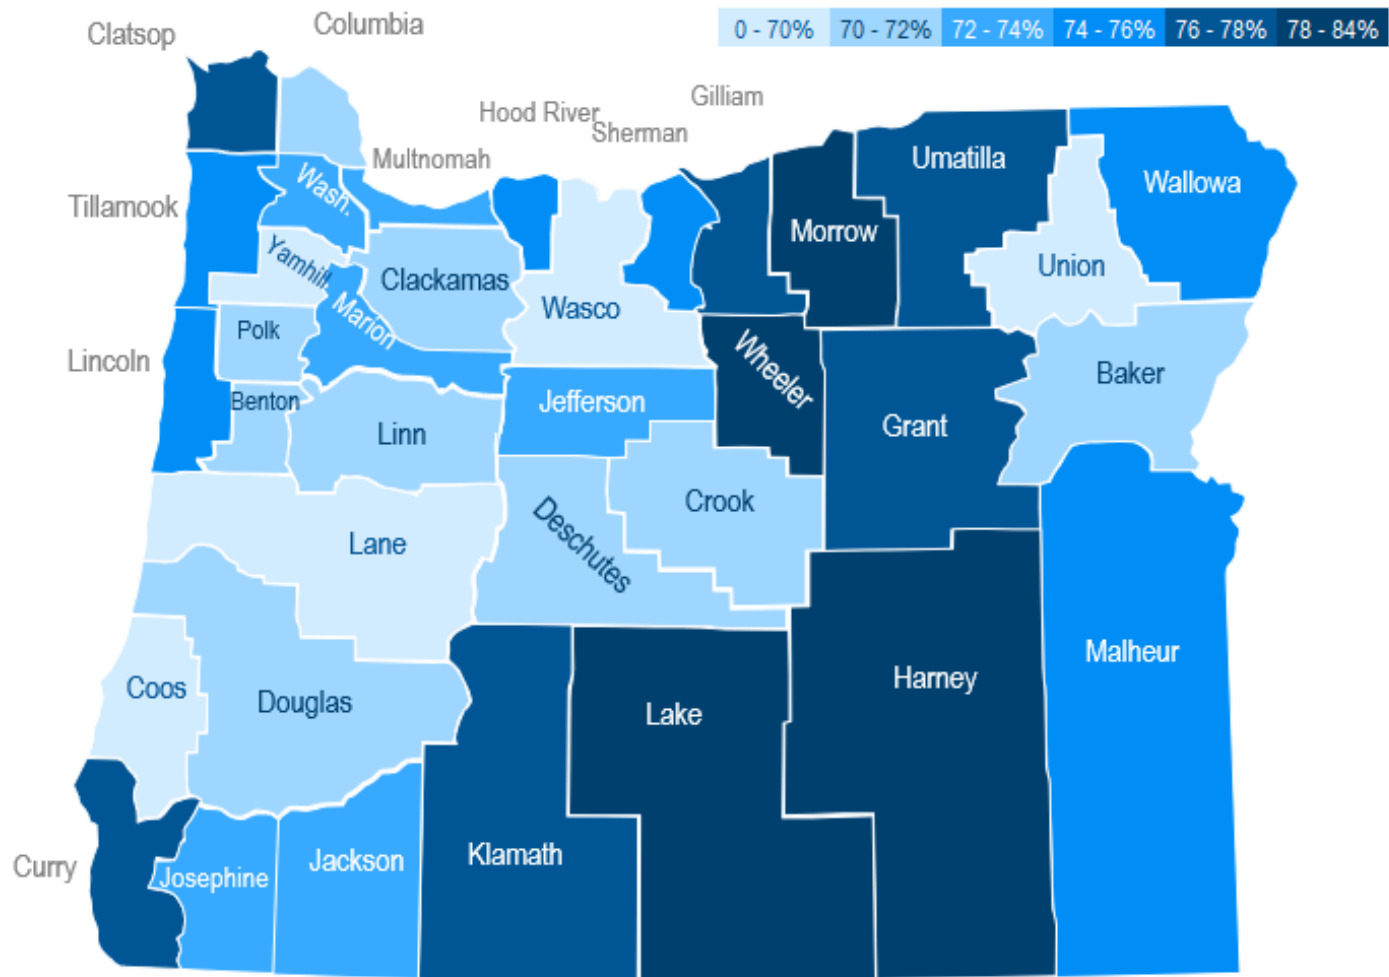 Clatsop
Columbia
0 - 70% 70 - 72% 72 - 74% 74 - 76% 76 - 78% 78 - 84%
Hood River
Gilliam
Sherman
Multnomah
Umatilla
Wallowa
Wash.
Tillamook
Morrow
Yamhill
Clackamas
Union
Wasco
Marion
Polk
Lincoln
Wheeler
Baker
Benton
Jefferson
Linn
Grant
Crook
Deschutes
Lane
Malheur
Harney
Coos
Douglas
Lake
Klamath
Jackson
Curry
Josephine